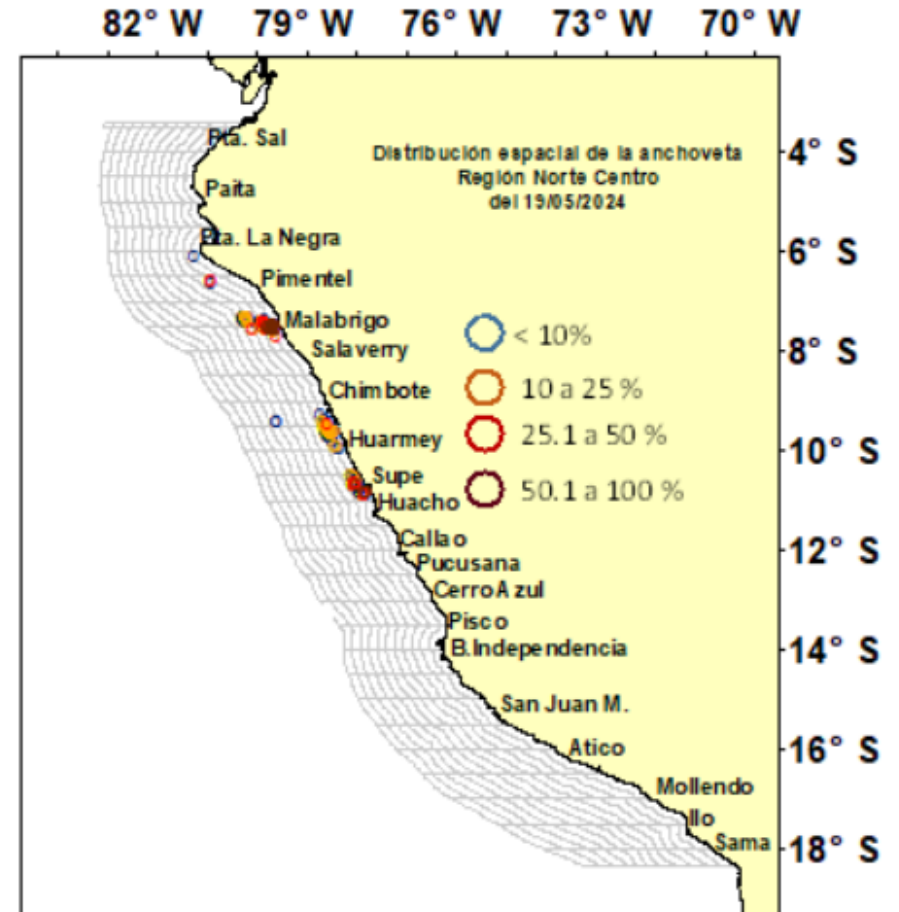 82° W 79° W 76° W 73° W 70° W
Pta. Sal
4° S
Distribución espacial de la anchoveta
Región Norte Centro
del 19/05/2024
Paita
Pta. La Negra
6° S
Pimentel
Malabrigo
< 10%
Salaverry
8° S
Chimbote
10 a 25 %
Huarmey
25.1 a 50 %
10° S
Supe
50.1 a 100 %
Huacho
Callao
12° S
Pucusana
Cerro Azul
Pisco
B.Independencia
14° S
San Juan M.
Atico
16° S
Mollendo
Ilo
Sama
18° S